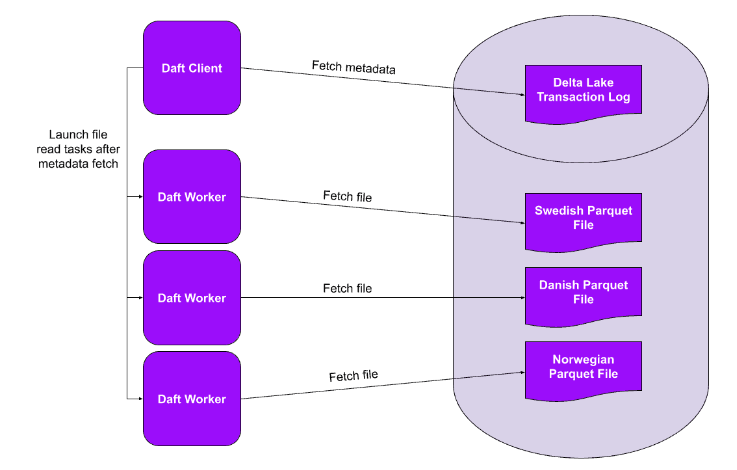 Daft Client
Fetch metadata
Delta Lake
Transaction Log
Launch file
read tasks after
metadata fetch
Daft Worker
Fetch file
Swedish Parquet
File
Daft Worker
Fetch file
Danish Parquet
File
Daft Worker
Fetch file
Norwegian
Parquet File